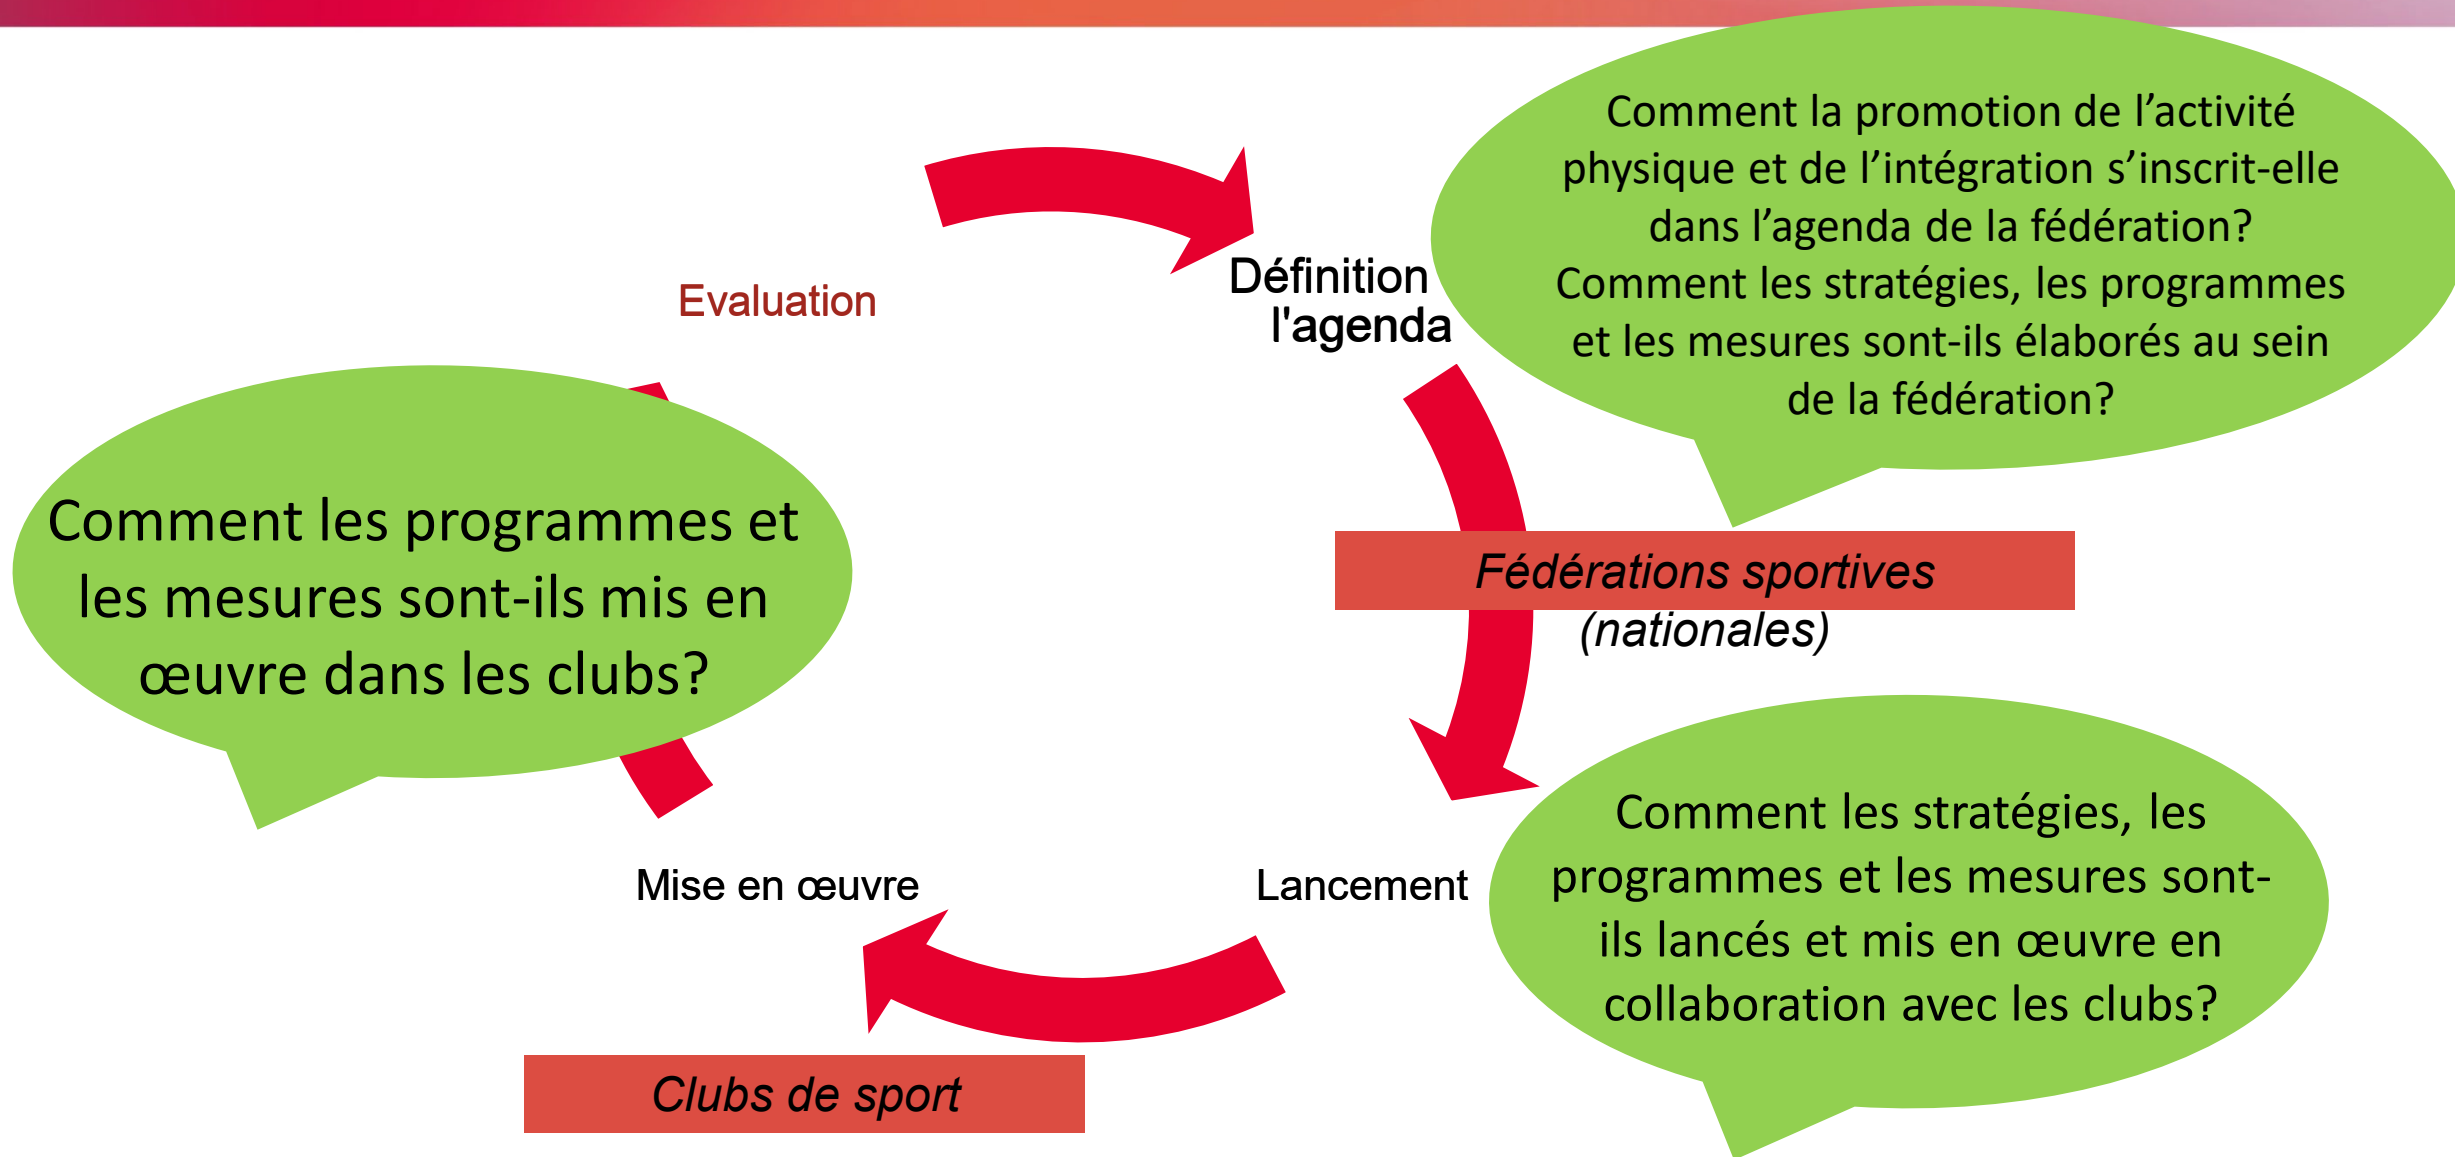 Comment la promotion de l’activité
physique et de l’intégration s’inscrit-elle
dans l’agenda de la fédération?
Comment les stratégies, les programmes
et les mesures sont-ils élaborés au sein
de la fédération?
Définition
l'agenda
Evaluation
Comment les programmes et
les mesures sont-ils mis en
œuvre dans les clubs?
Fédérations sportives
(nationales)
Comment les stratégies, les
programmes et les mesures sont-
ils lancés et mis en œuvre en
collaboration avec les clubs?
Lancement
Mise en œuvre
Clubs de sport